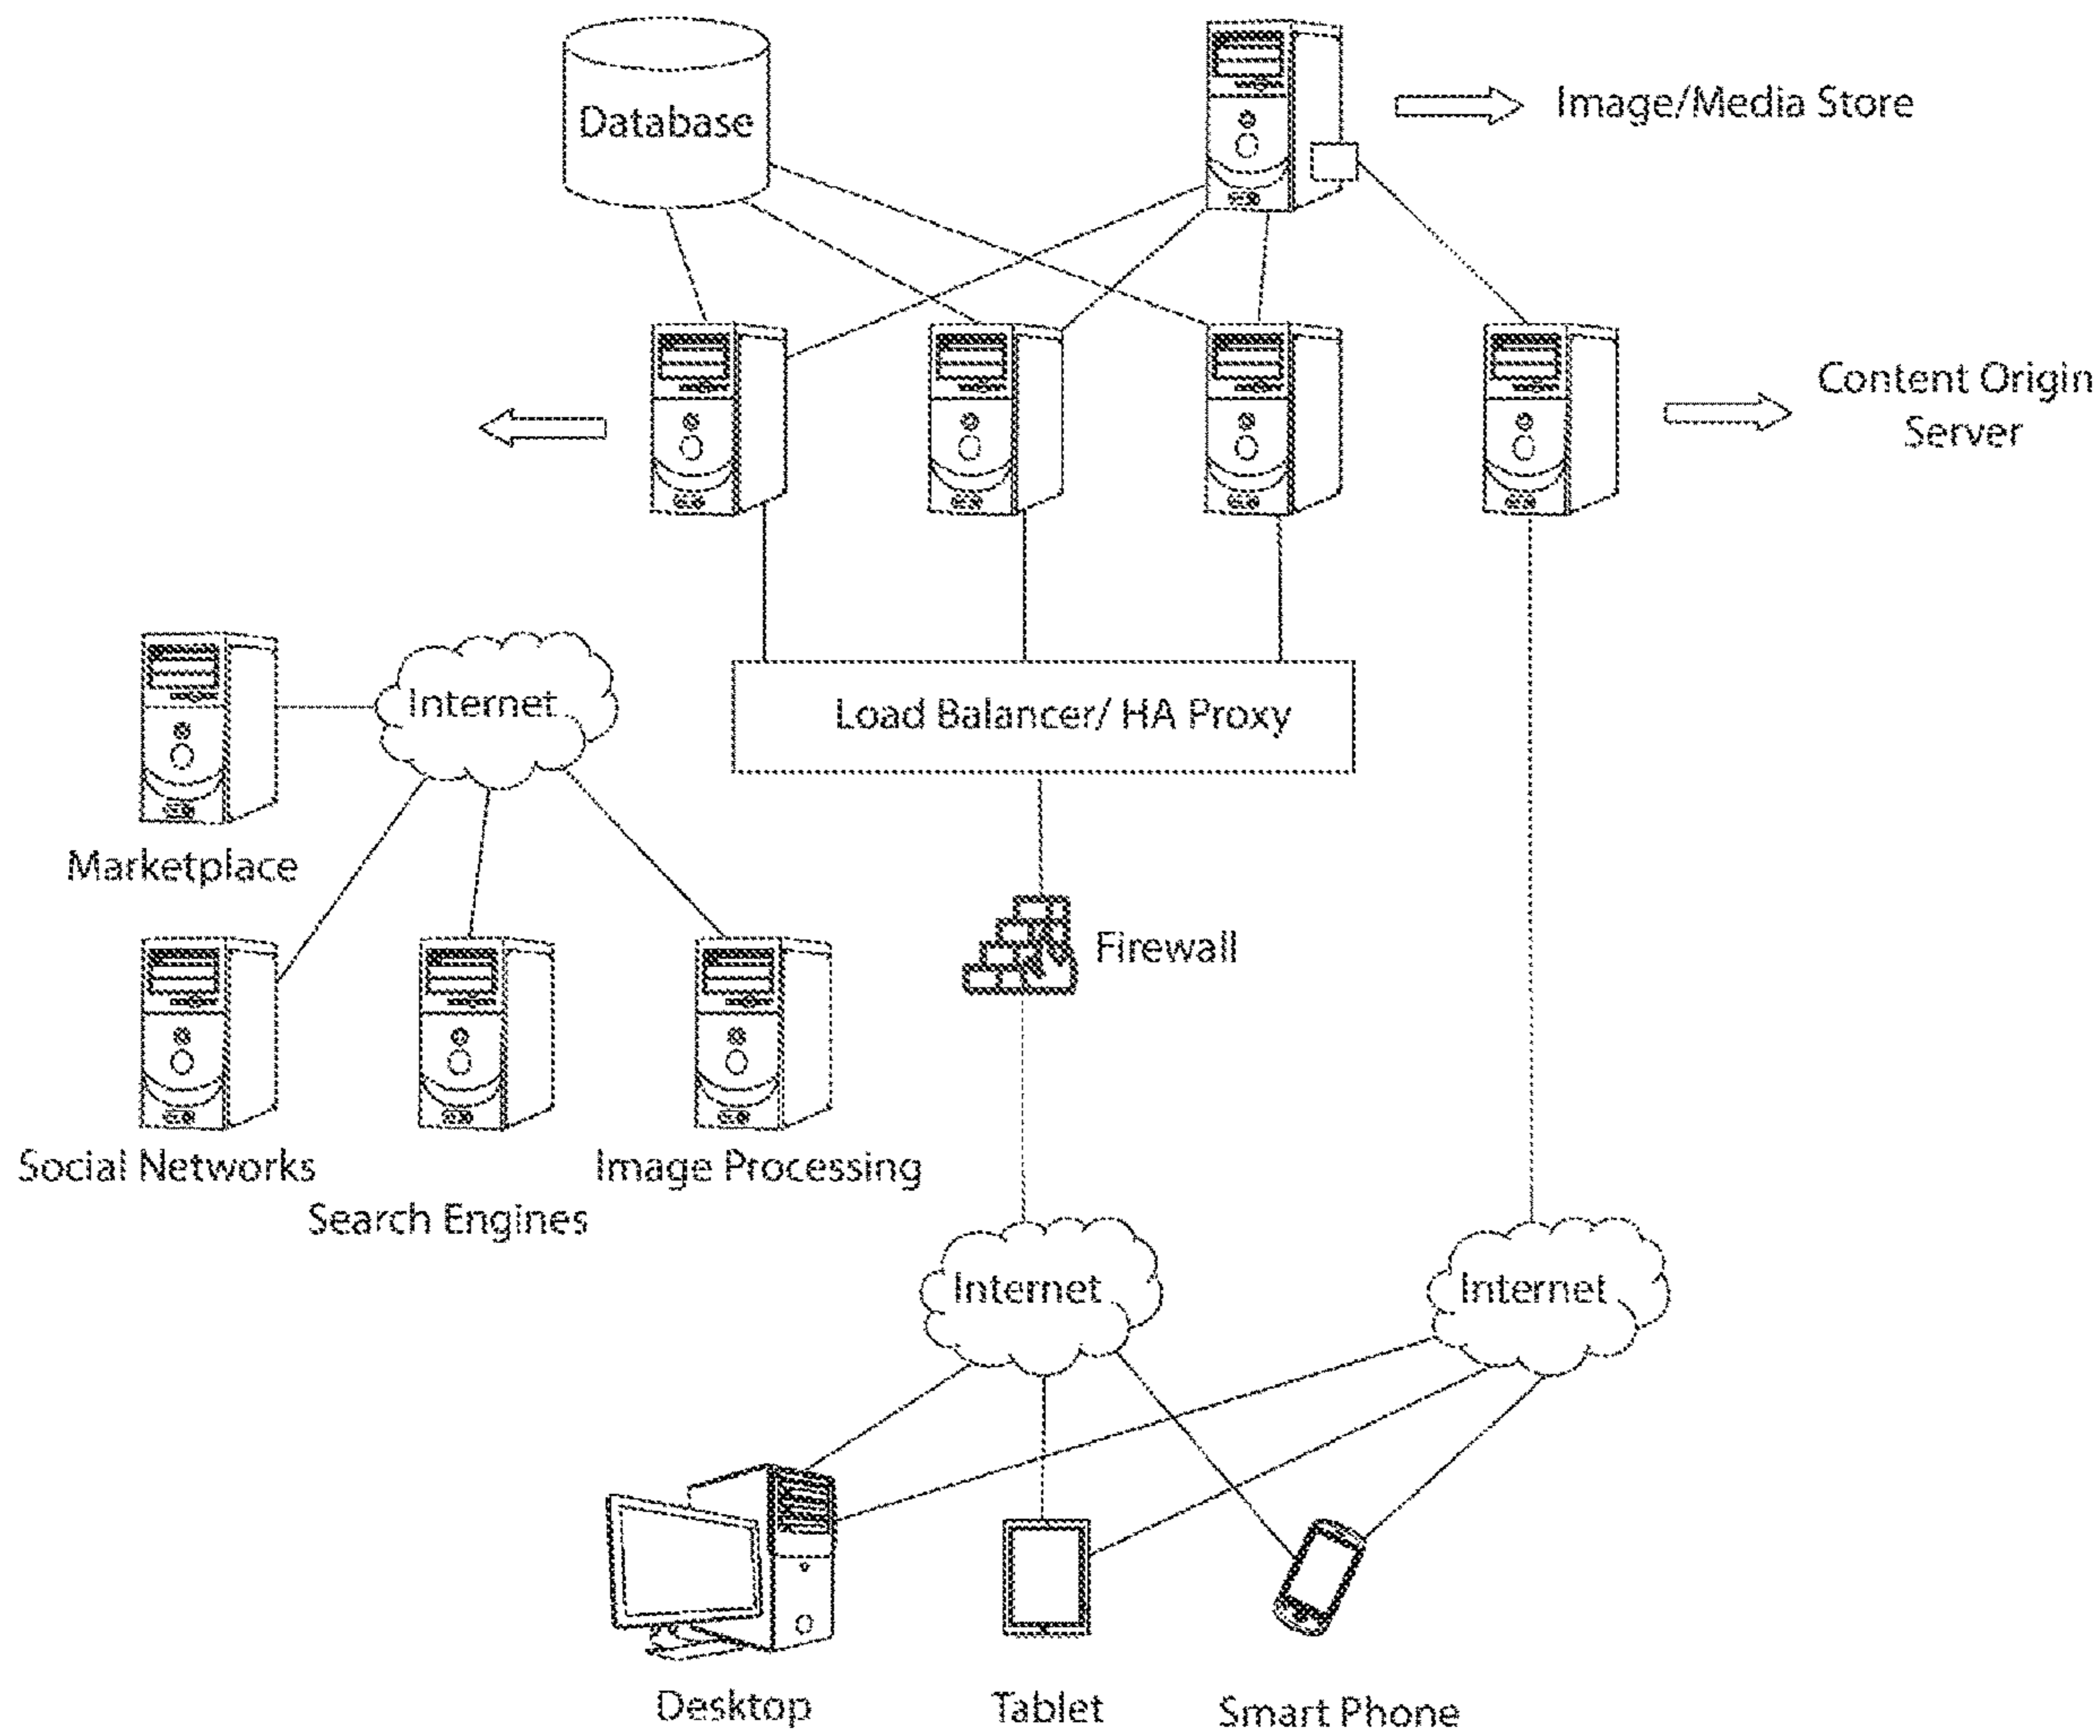 Database
Image/Media Store
Content Origin
Server
Internet
Load Balancer/ HA Proxy
Marketplace
Firewall
Social Networks
Image Processing
Search Engines
Internet
Internet
Desktop
Tablet
Smart Phone